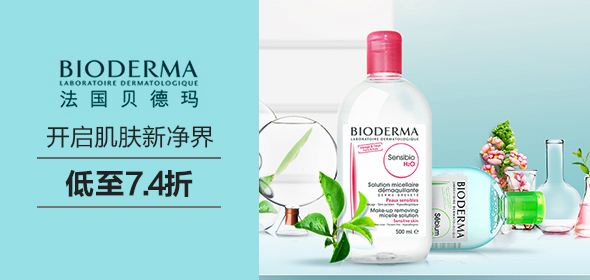 BIODERMA
LABORATOIRE DERMATOLOGIQUE
法国贝德玛
开启肌肤新净界
低至7.4折
BIODERMA
LABORATOIRE DERMATOLOGIQUE
Sensibio
H₂O
Solution micellaire
démaquillante
Peaux sensibles
Make-up removing
micelle solution
Sensitive skin
500 ml
BIODERMA
Sébium